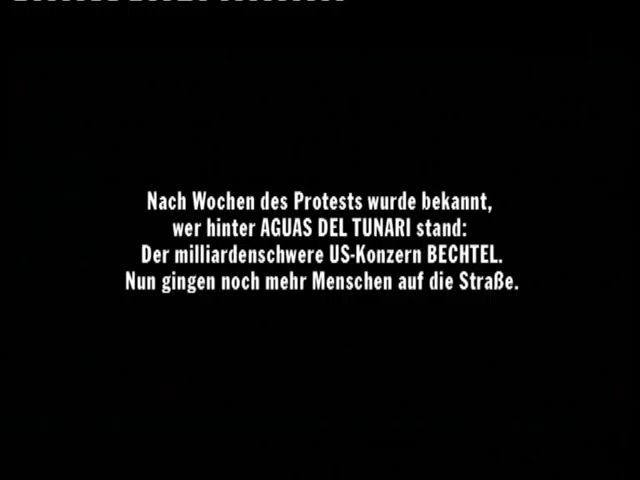 Nach Wochen des Protests wurde bekannt,
wer hinter AGUAS DEL TUNARI stand:
Der milliardenschwere US-Konzern BECHTEL.
Nun gingen noch mehr Menschen auf die Straße.